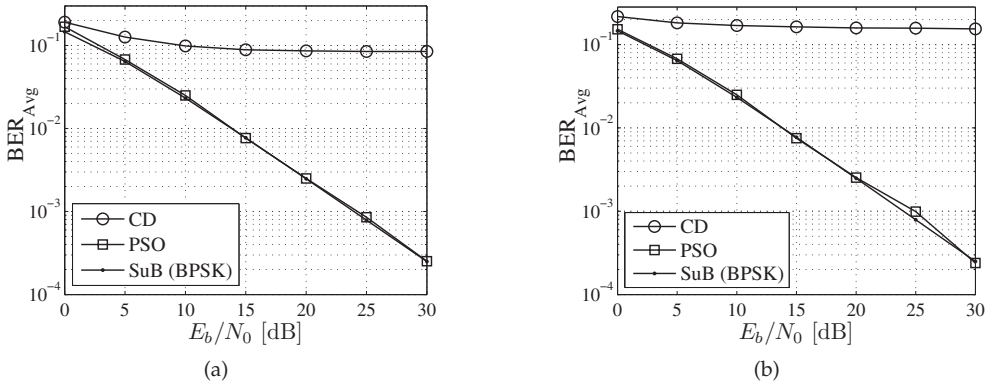 10⁻¹
10⁻²
10⁻³
10⁻⁴
BER_Avg
CD
PSO
SuB (BPSK)
0 5 10 15 20 25 30
E_b/N_0 [dB]
(a)
10⁻¹
10⁻²
10⁻³
10⁻⁴
BER_Avg
CD
PSO
SuB (BPSK)
0 5 10 15 20 25 30
E_b/N_0 [dB]
(b)